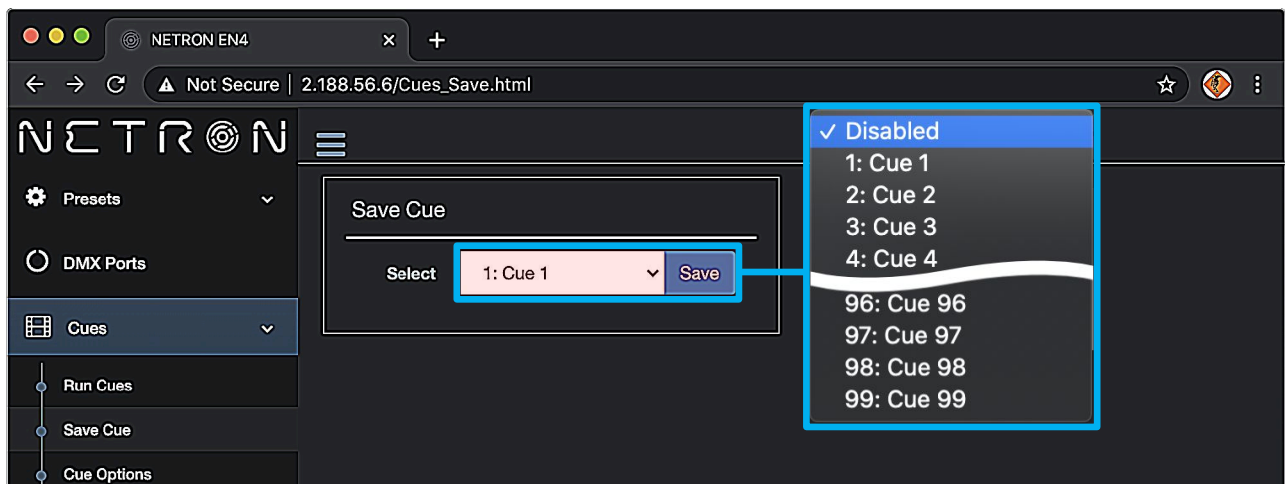 NETRON EN4
Not Secure | 2.188.56.6/Cues_Save.html
NETRON
Presets
DMX Ports
Cues
Run Cues
Save Cue
Cue Options
Save Cue
Select 1: Cue 1 Save
Disabled
1: Cue 1
2: Cue 2
3: Cue 3
4: Cue 4
96: Cue 96
97: Cue 97
98: Cue 98
99: Cue 99